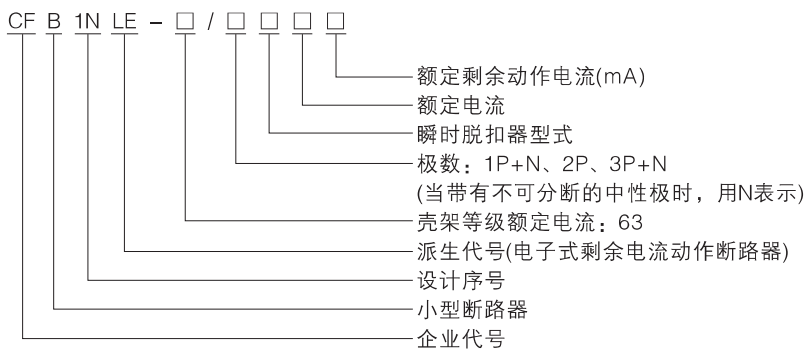 CF B 1N LE - □ / □ □ □ □
额定剩余动作电流(mA)
额定电流
瞬时脱扣器型式
极数：1P+N、2P、3P+N
(当带有不可分断的中性极时，用N表示)
壳架等级额定电流：63
派生代号(电子式剩余电流动作断路器)
设计序号
小型断路器
企业代号